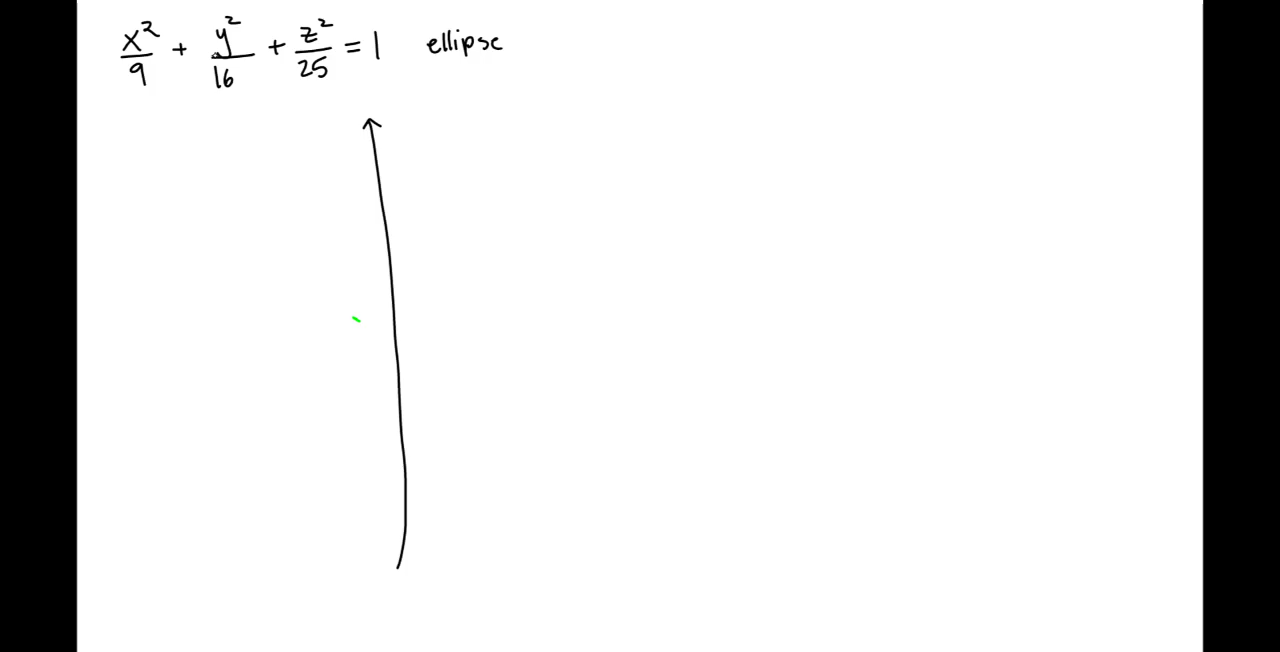 x²/9 + y²/16 + z²/25 = 1 ellipse